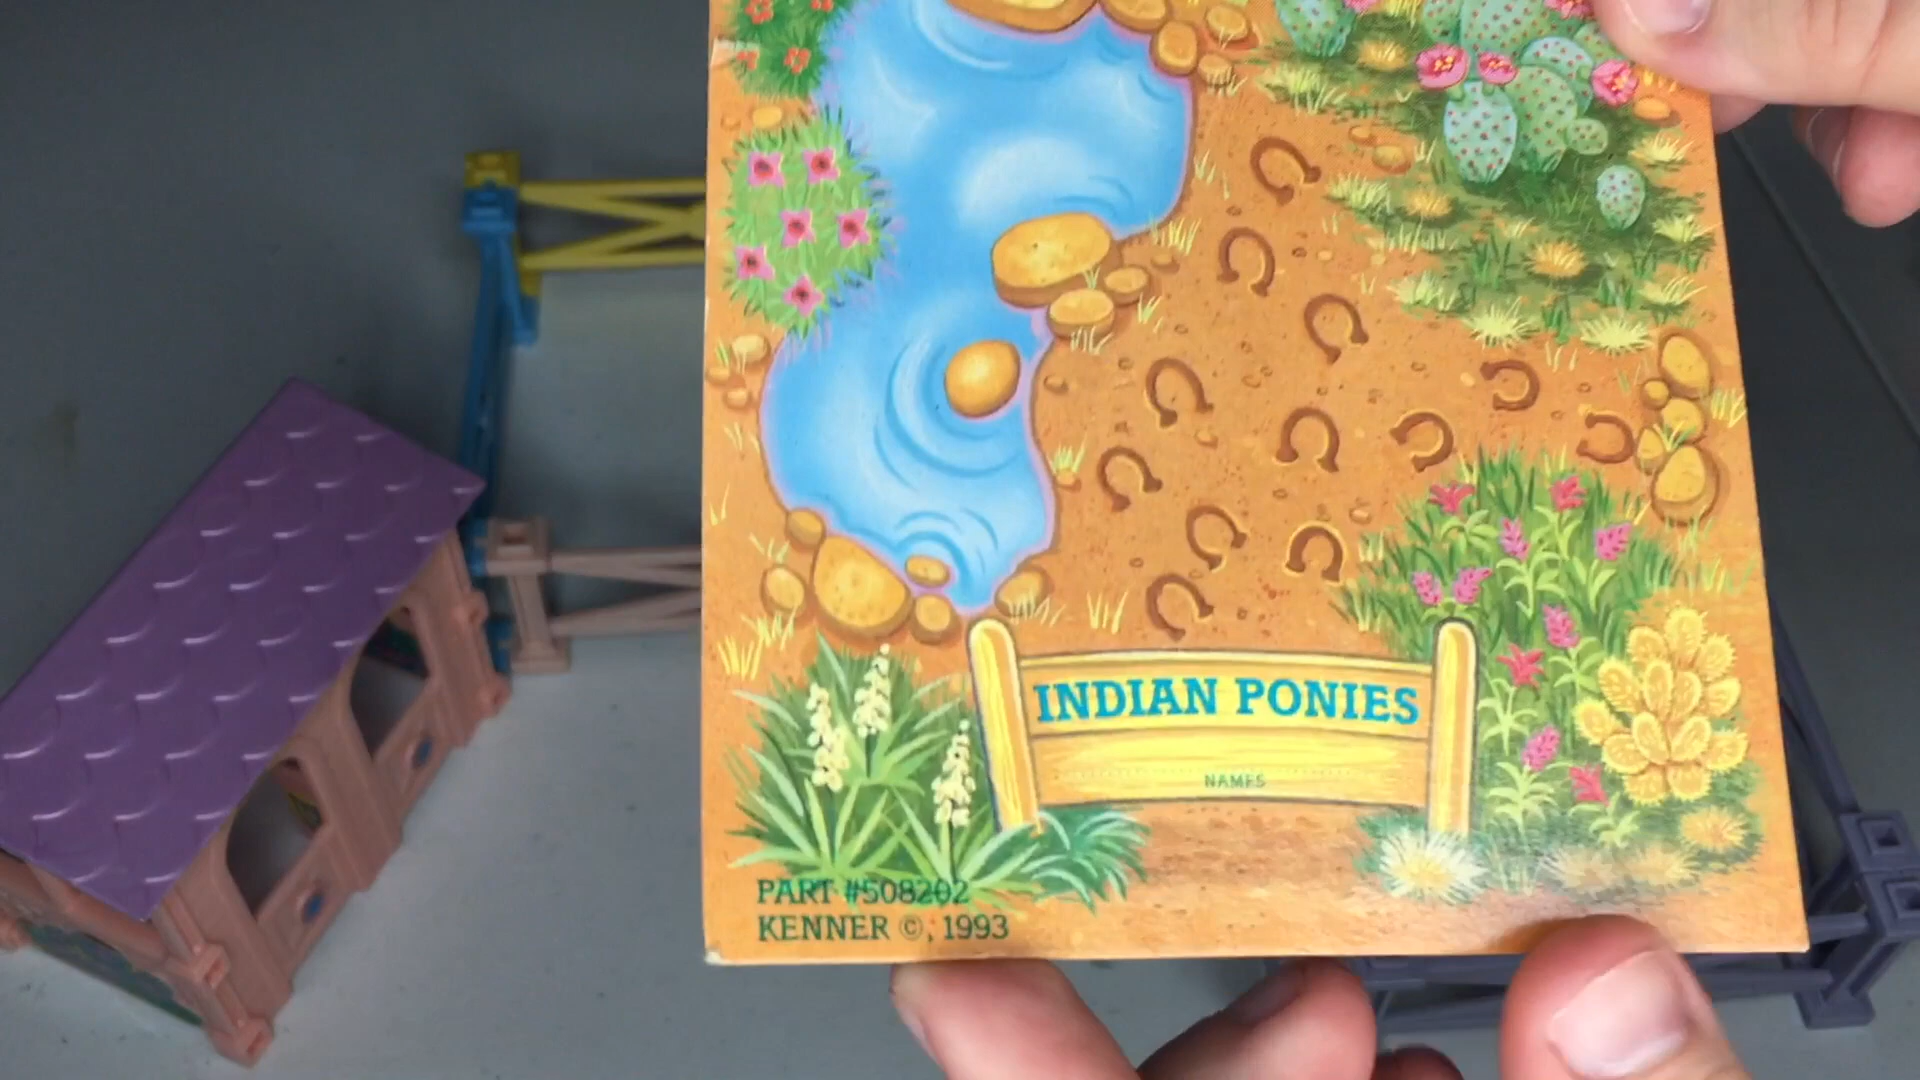 INDIAN PONIES
NAMES
PART #508202
KENNER ©, 1993